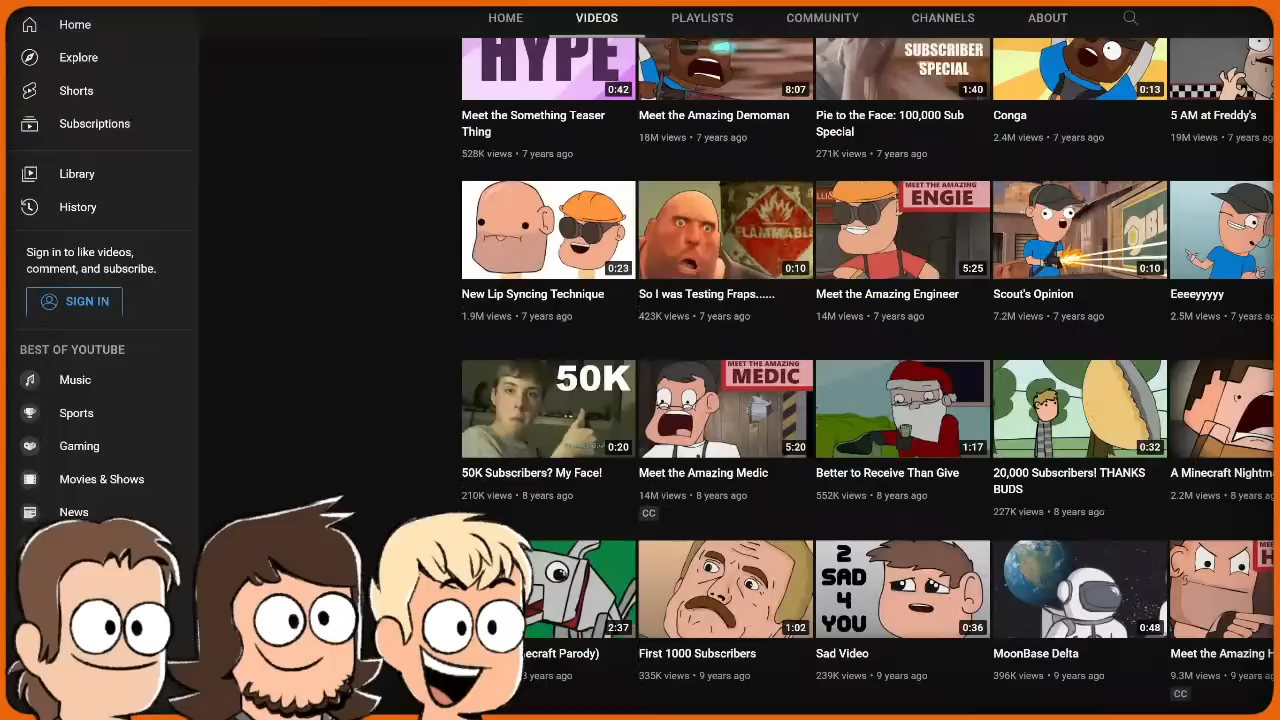 Home
Explore
Shorts
Subscriptions
Library
History
Sign in to like videos,
comment, and subscribe.
SIGN IN
BEST OF YOUTUBE
Music
Sports
Gaming
Movies & Shows
News
HOME VIDEOS PLAYLISTS COMMUNITY CHANNELS ABOUT
HYPE
0:42
8:07
SUBSCRIBER
SPECIAL
1:40
0:13
Meet the Something Teaser
Thing
528K views • 7 years ago
Meet the Amazing Demoman
18M views • 7 years ago
Pie to the Face: 100,000 Sub
Special
271K views • 7 years ago
Conga
2.4M views • 7 years ago
5 AM at Freddy's
19M views • 7 years ago
0:23
FLAMMABL
0:10
MEET THE AMAZING
ENGIE
5:25
BL
0:10
New Lip Syncing Technique
1.9M views • 7 years ago
So I was Testing Fraps......
423K views • 7 years ago
Meet the Amazing Engineer
14M views • 7 years ago
Scout's Opinion
7.2M views • 7 years ago
Eeeeyyyyy
2.5M views • 7 years ag
50K
0:20
MEET THE AMAZING
MEDIC
5:20
1:17
0:32
50K Subscribers? My Face!
210K views • 8 years ago
Meet the Amazing Medic
14M views • 8 years ago
CC
Better to Receive Than Give
552K views • 8 years ago
20,000 Subscribers! THANKS
BUDS
227K views • 8 years ago
A Minecraft Nightm
2.2M views • 8 years ag
2:37
1:02
2
SAD
4
YOU
0:36
0:48
ecraft Parody)
years ago
First 1000 Subscribers
335K views • 9 years ago
Sad Video
239K views • 9 years ago
MoonBase Delta
396K views • 9 years ago
Meet the Amazing H
9.3M views • 9 years ag
CC